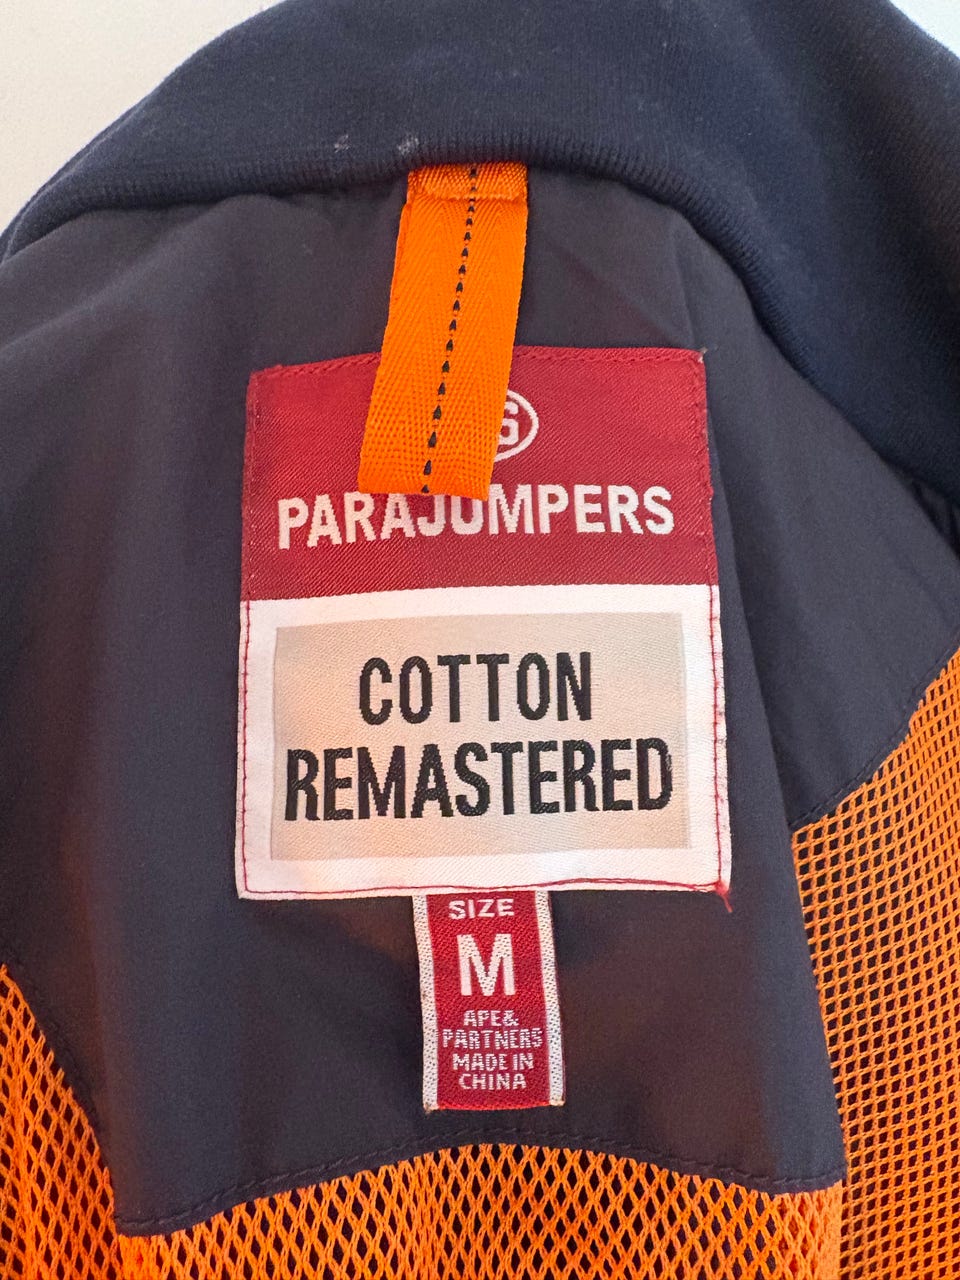 PARAJUMPERS
COTTON
REMASTERED
SIZE
M
APE&
PARTNERS
MADE IN
CHINA